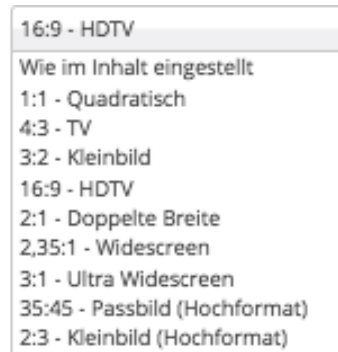 16:9 - HDTV
Wie im Inhalt eingestellt
1:1 - Quadratisch
4:3 - TV
3:2 - Kleinbild
16:9 - HDTV
2:1 - Doppelte Breite
2,35:1 - Widescreen
3:1 - Ultra Widescreen
35:45 - Passbild (Hochformat)
2:3 - Kleinbild (Hochformat)